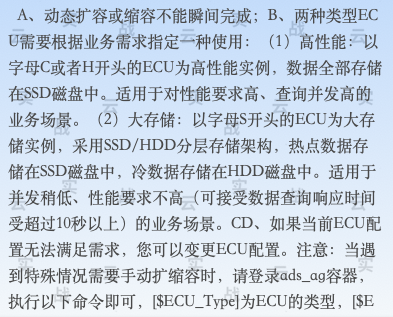 A、动态扩容或缩容不能瞬间完成；B、两种类型EC
U需要根据业务需求指定一种使用：（1）高性能：以
字母C或者H开头的ECU为高性能实例，数据全部存储
在SSD磁盘中。适用于对性能要求高、查询并发高的
业务场景。（2）大存储：以字母S开头的ECU为大存
储实例，采用SSD/HDD分层存储架构，热点数据存
储在SSD磁盘中，冷数据存储在HDD磁盘中。适用于
并发稍低、性能要求不高（可接受数据查询响应时间
受超过10秒以上）的业务场景。CD、如果当前ECU配
置无法满足需求，您可以变更ECU配置。注意：当遇
到特殊情况需要手动扩缩容时，请登录ads_ag容器，
执行以下命令即可，[$ECU_Type]为ECU的类型，[$E